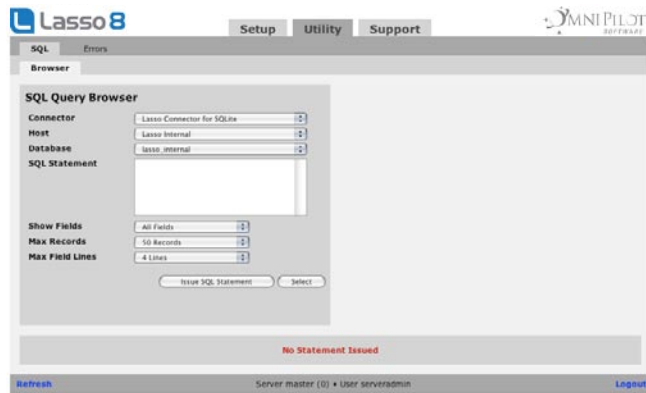 Lasso 8
Setup Utility Support
OMNIPILOT
SOFTWARE
SQL Errors
Browser
SQL Query Browser
Connector Lasso Connector for SQLite
Host Lasso Internal
Database lasso_internal
SQL Statement
Show Fields All Fields
Max Records 50 Records
Max Field Lines 4 Lines
Issue SQL Statement Select
No Statement Issued
Refresh Server master (0) • User serveradmin Logout